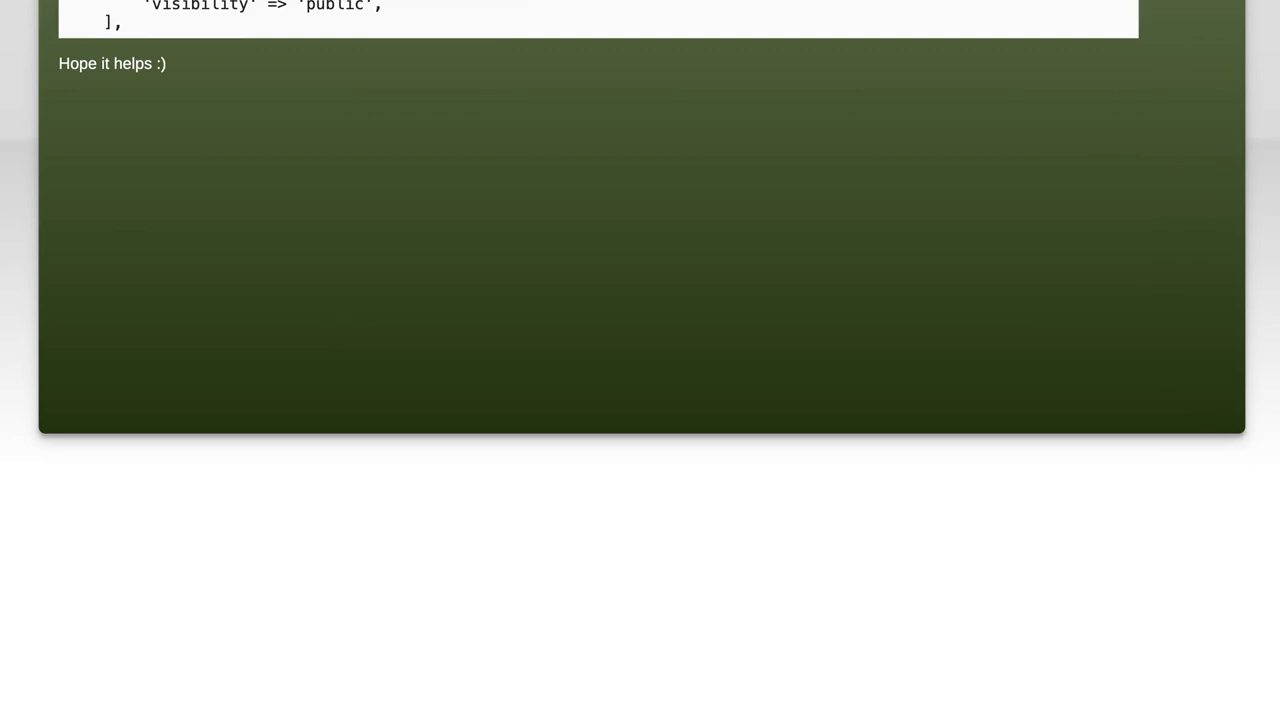 'visibility' => 'public',
],
Hope it helps :)